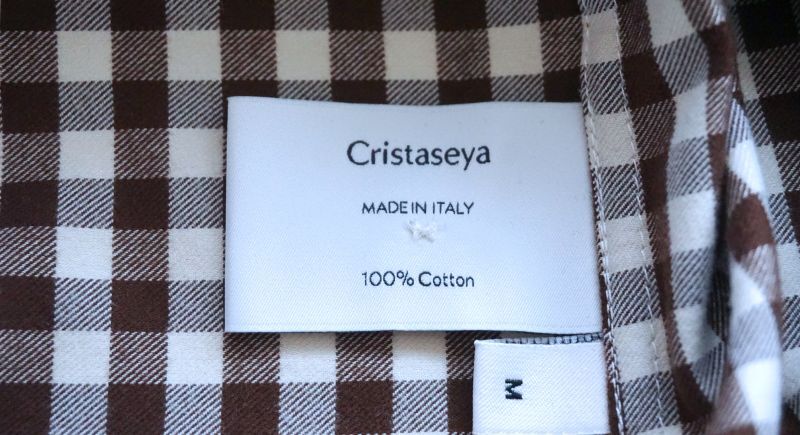 Cristaseya
MADE IN ITALY
100% Cotton
M